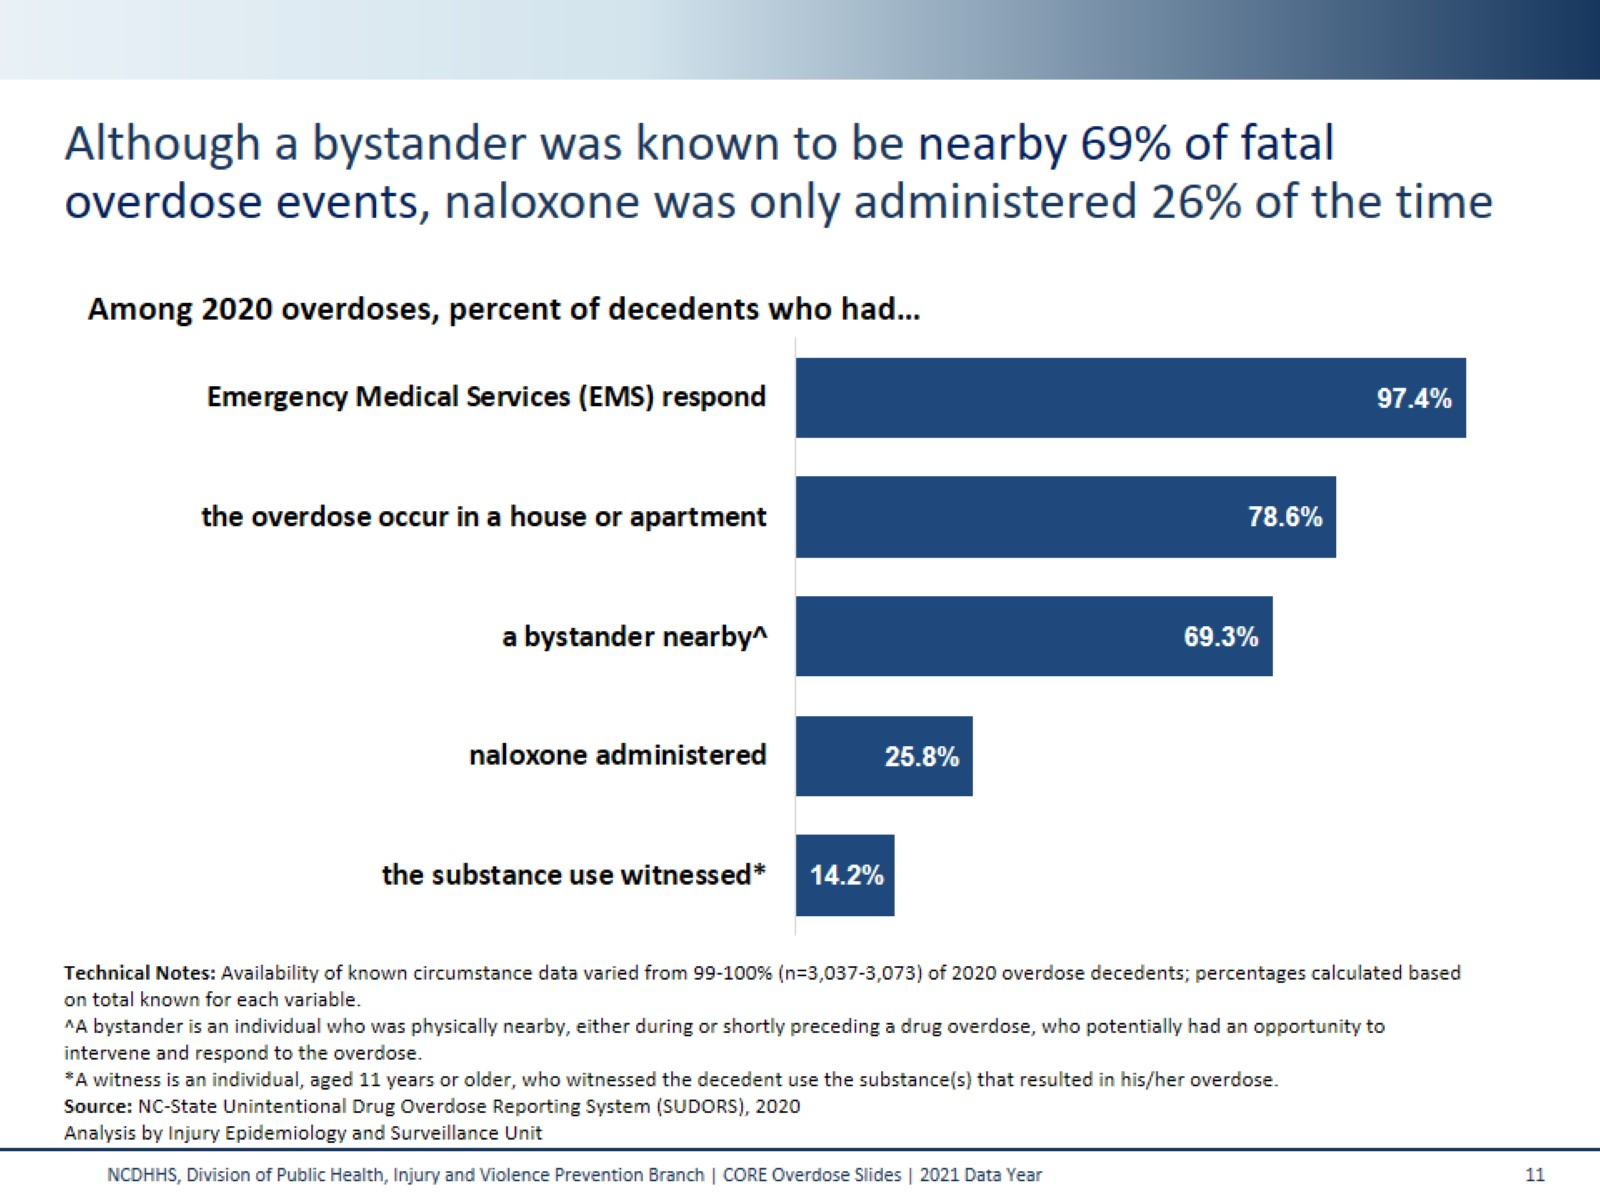 Although a bystander was known to be nearby 69% of fatal
overdose events, naloxone was only administered 26% of the time
Among 2020 overdoses, percent of decedents who had...
Emergency Medical Services (EMS) respond
97.4%
the overdose occur in a house or apartment
78.6%
a bystander nearby^
69.3%
naloxone administered
25.8%
the substance use witnessed*
14.2%
Technical Notes: Availability of known circumstance data varied from 99-100% (n=3,037-3,073) of 2020 overdose decedents; percentages calculated based
on total known for each variable.
^A bystander is an individual who was physically nearby, either during or shortly preceding a drug overdose, who potentially had an opportunity to
intervene and respond to the overdose.
*A witness is an individual, aged 11 years or older, who witnessed the decedent use the substance(s) that resulted in his/her overdose.
Source: NC-State Unintentional Drug Overdose Reporting System (SUDORS), 2020
Analysis by Injury Epidemiology and Surveillance Unit
NCDHHS, Division of Public Health, Injury and Violence Prevention Branch | CORE Overdose Slides | 2021 Data Year
11